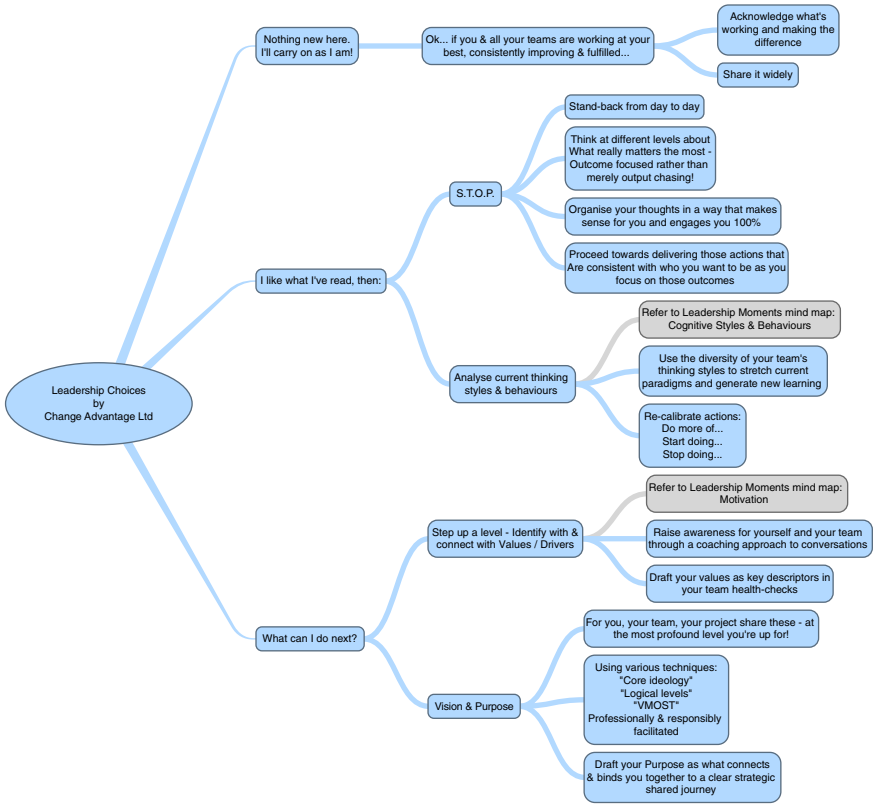 Nothing new here.
I'll carry on as I am!
Ok... if you & all your teams are working at your
best, consistently improving & fulfilled...
Acknowledge what's
working and making the
difference
Share it widely
Stand-back from day to day
Think at different levels about
What really matters the most -
Outcome focused rather than
merely output chasing!
S.T.O.P.
Organise your thoughts in a way that makes
sense for you and engages you 100%
Proceed towards delivering those actions that
Are consistent with who you want to be as you
focus on those outcomes
I like what I've read, then:
Refer to Leadership Moments mind map:
Cognitive Styles & Behaviours
Analyse current thinking
styles & behaviours
Use the diversity of your team's
thinking styles to stretch current
paradigms and generate new learning
Re-calibrate actions:
Do more of...
Start doing...
Stop doing...
Leadership Choices
by
Change Advantage Ltd
Refer to Leadership Moments mind map:
Motivation
Step up a level - Identify with &
connect with Values / Drivers
Raise awareness for yourself and your team
through a coaching approach to conversations
Draft your values as key descriptors in
your team health-checks
What can I do next?
For you, your team, your project share these - at
the most profound level you're up for!
Vision & Purpose
Using various techniques:
"Core ideology"
"Logical levels"
"VMOST"
Professionally & responsibly
facilitated
Draft your Purpose as what connects
& binds you together to a clear strategic
shared journey